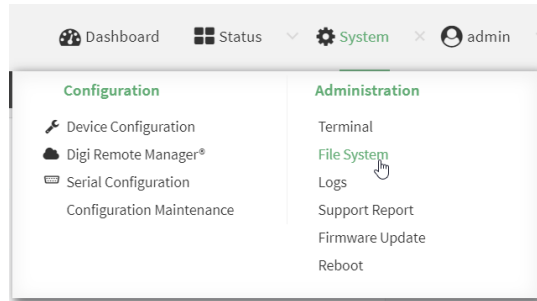 Dashboard Status System admin
Configuration
Device Configuration
Digi Remote Manager®
Serial Configuration
Configuration Maintenance
Administration
Terminal
File System
Logs
Support Report
Firmware Update
Reboot